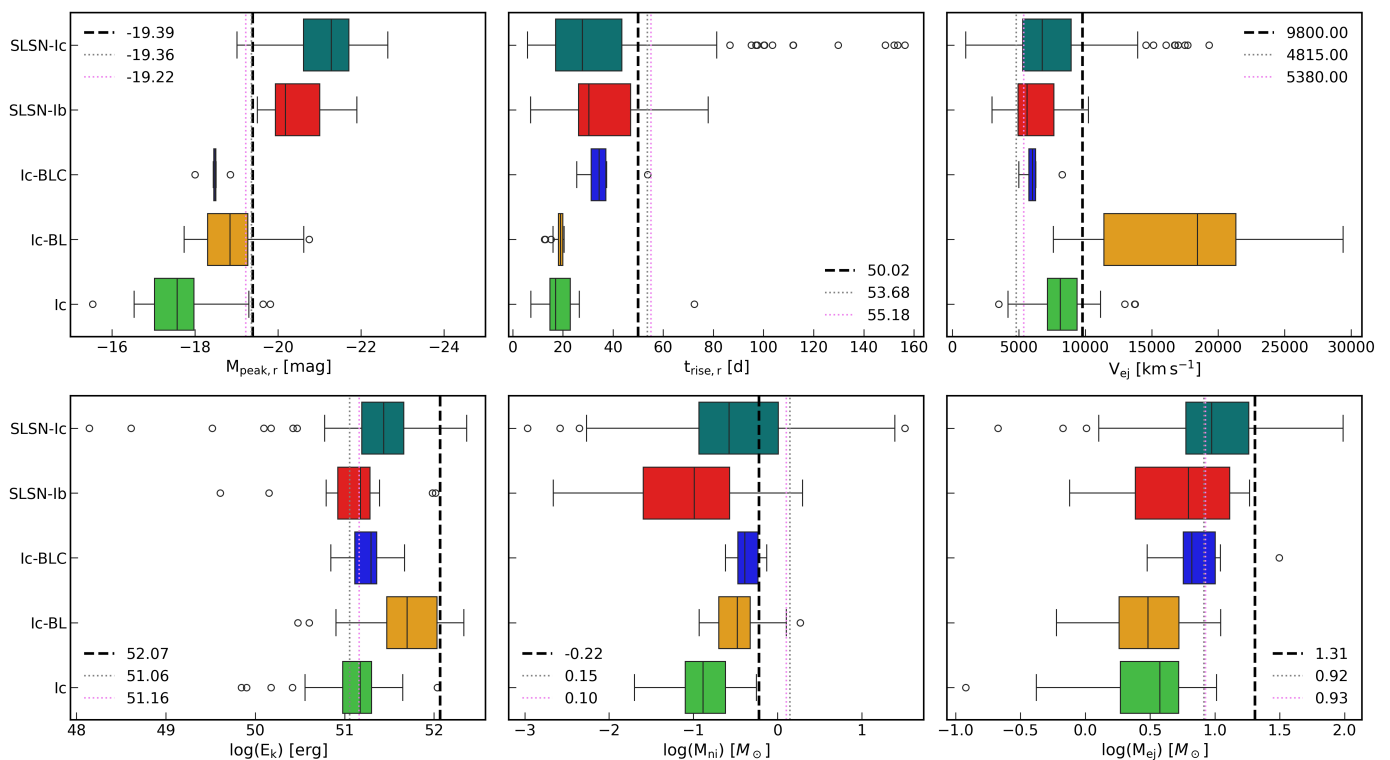 SLSN-Ic
SLSN-Ib
Ic-BLC
Ic-BL
Ic
-19.39
-19.36
-19.22
−16 −18 −20 −22 −24
M_peak, r [mag]
50.02
53.68
55.18
0 20 40 60 80 100 120 140 160
t_rise, r [d]
9800.00
4815.00
5380.00
0 5000 10000 15000 20000 25000 30000
V_ej [km s⁻¹]
SLSN-Ic
SLSN-Ib
Ic-BLC
Ic-BL
Ic
52.07
51.06
51.16
48 49 50 51 52
log(E_k) [erg]
-0.22
0.15
0.10
−3 −2 −1 0 1
log(M_ni) [M_⊙]
1.31
0.92
0.93
−1.0 −0.5 0.0 0.5 1.0 1.5 2.0
log(M_ej) [M_⊙]